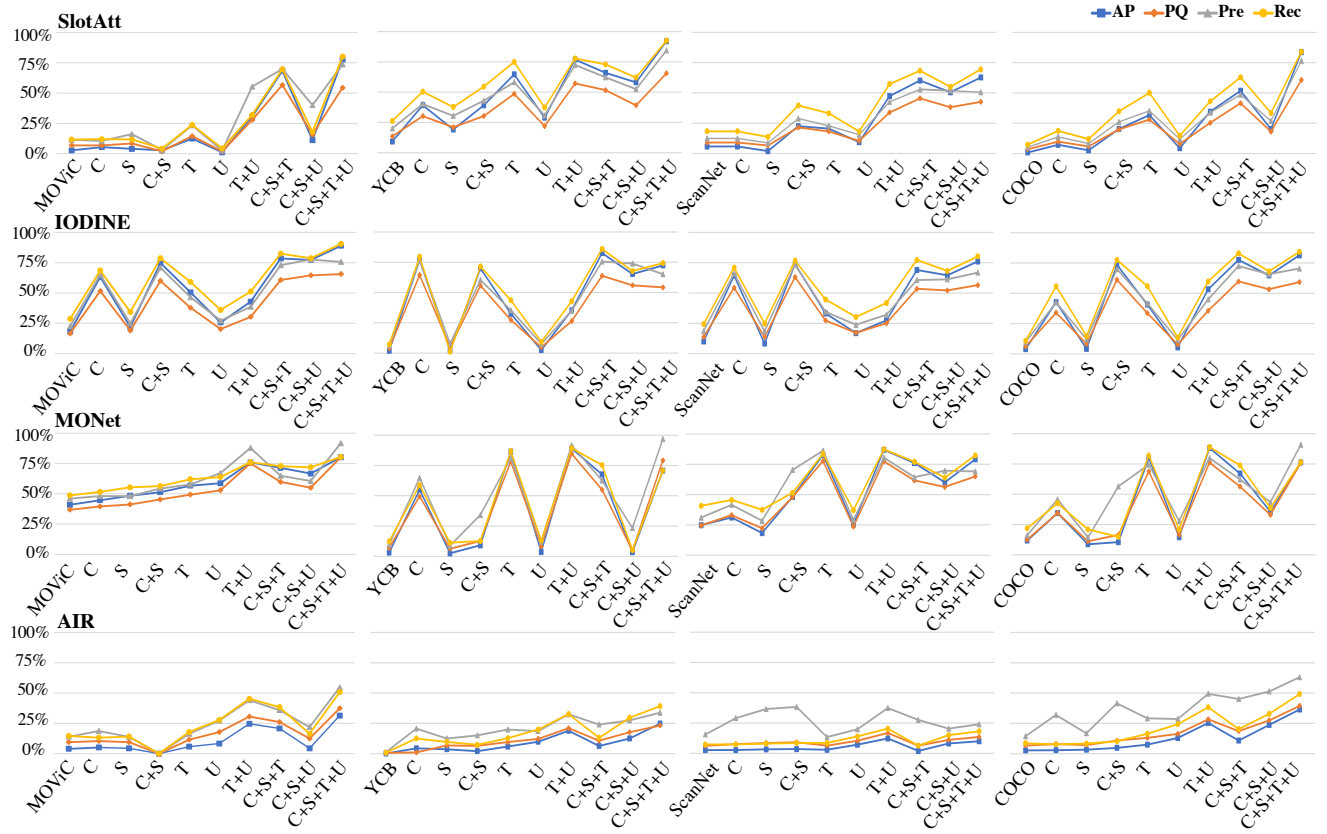 AP PQ Pre Rec
SlotAtt
100%
75%
50%
25%
0%
MOViC C S C+S T U T+U C+S+T C+S+U C+S+T+U
YCB C S C+S T U T+U C+S+T C+S+U C+S+T+U
ScanNet C S C+S T U T+U C+S+T C+S+U C+S+T+U
COCO C S C+S T U T+U C+S+T C+S+U C+S+T+U
IODINE
100%
75%
50%
25%
0%
MOViC C S C+S T U T+U C+S+T C+S+U C+S+T+U
YCB C S C+S T U T+U C+S+T C+S+U C+S+T+U
ScanNet C S C+S T U T+U C+S+T C+S+U C+S+T+U
COCO C S C+S T U T+U C+S+T C+S+U C+S+T+U
MONet
100%
75%
50%
25%
0%
MOViC C S C+S T U T+U C+S+T C+S+U C+S+T+U
YCB C S C+S T U T+U C+S+T C+S+U C+S+T+U
ScanNet C S C+S T U T+U C+S+T C+S+U C+S+T+U
COCO C S C+S T U T+U C+S+T C+S+U C+S+T+U
AIR
100%
75%
50%
25%
0%
MOViC C S C+S T U T+U C+S+T C+S+U C+S+T+U
YCB C S C+S T U T+U C+S+T C+S+U C+S+T+U
ScanNet C S C+S T U T+U C+S+T C+S+U C+S+T+U
COCO C S C+S T U T+U C+S+T C+S+U C+S+T+U